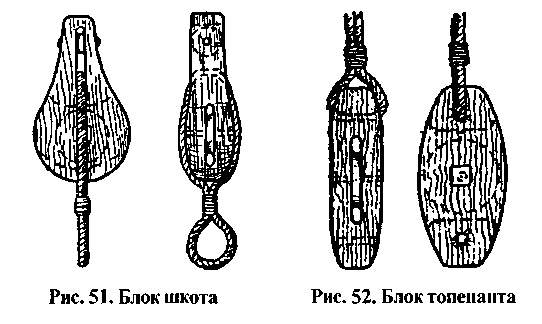 Рис. 51. Блок шкота
Рис. 52. Блок топенанта